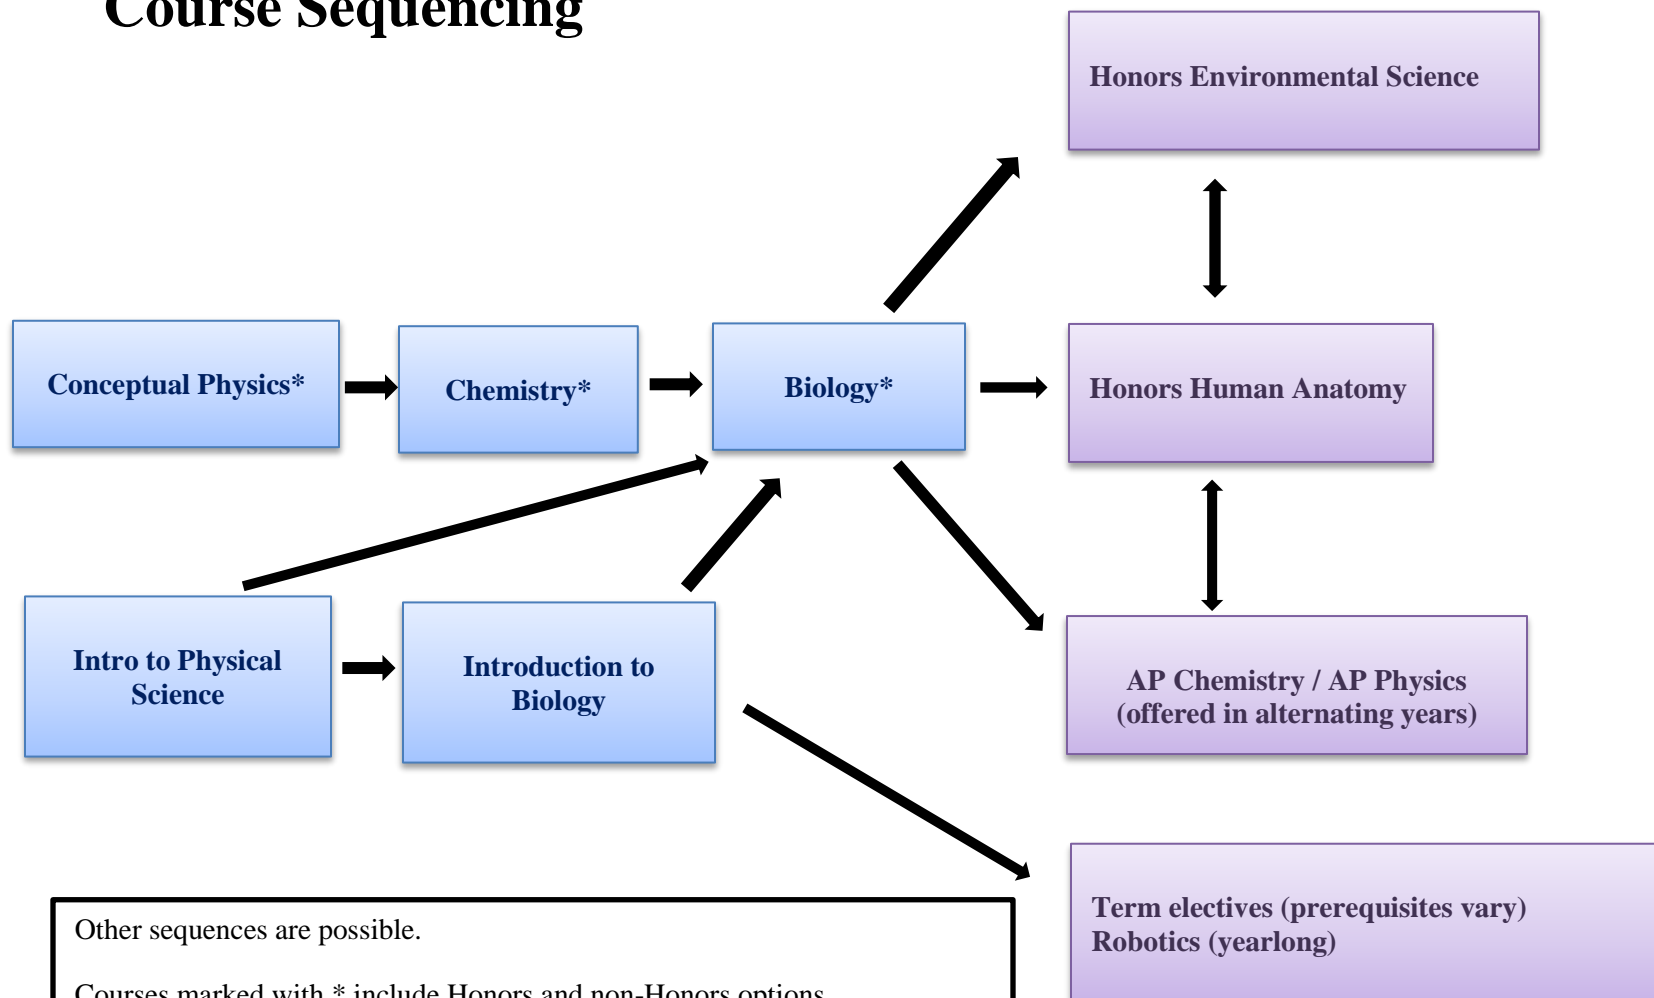 Course Sequencing
Honors Environmental Science
Conceptual Physics*
Chemistry*
Biology*
Honors Human Anatomy
Intro to Physical
Science
Introduction to
Biology
AP Chemistry / AP Physics
(offered in alternating years)
Term electives (prerequisites vary)
Robotics (yearlong)
Other sequences are possible.
Courses marked with * include Honors and non-Honors options